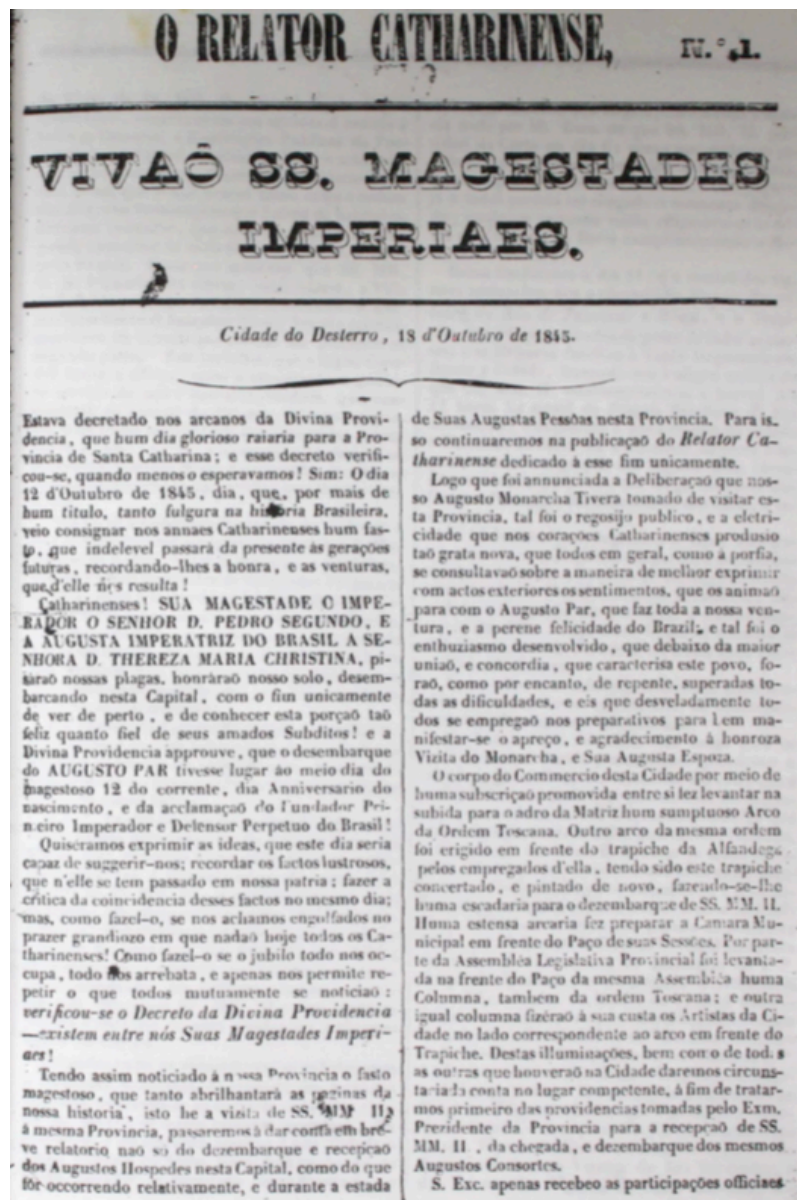 O RELATOR CATHARINENSE, N.º 1.
VIVAÕ SS. MAGESTADES
IMPERIAES.
Cidade do Desterro, 18 d'Outubro de 1845.
Estava decretado nos arcanos da Divina Provi-
dencia, que hum dia glorioso raiaria para a Pro-
vincia de Santa Catharina; e esse decreto verifi-
cou-se, quando menos o esperavamos! Sim: O dia
12 d'Outubro de 1845, dia, que, por mais de
hum titulo, tanto fulgura na historia Brasileira,
veio consignar nos annaes Catharinenses hum fas-
to, que indelevel passará da presente às gerações
futuras, recordando-lhes a honra, e as venturas,
que d'elle nos resulta!
Catharinenses! SUA MAGESTADE O IMPE-
RADOR O SENHOR D. PEDRO SEGUNDO, E
A AUGUSTA IMPERATRIZ DO BRASIL A SE-
NHORA D. THEREZA MARIA CHRISTINA, pi-
saraõ nossas plagas, honràraõ nosso solo, desem-
barcando nesta Capital, com o fim unicamente
de ver de perto, e de conhecer esta porçaõ taõ
feliz quanto fiel de seus amados Subditos! e a
Divina Providencia approuve, que o desembarque
do AUGUSTO PAR tivesse lugar ao meio dia do
magestoso 12 do corrente, dia Anniversario do
nascimento, e da acclamaçaõ do Fundador Pri-
neiro Imperador e Defensor Perpetuo do Brasil!
Quiséramos exprimir as ideas, que este dia seria
capaz de suggerir-nos; recordar os factos lustrosos,
que n'elle se tem passado em nossa patria; fazer a
critica da coincidencia desses factos no mesmo dia;
mas, como fazel-o, se nos achamos engolfados no
prazer grandiozo em que nadaõ hoje todos os Ca-
tharinenses! Como fazel-o se o jubilo todo nos oc-
cupa, todo nos arrebata, e apenas nos permite re-
petir o que todos mutuamente se noticiaõ:
verificou-se o Decreto da Divina Providencia
—existem entre nós Suas Magestades Imperi-
aes!
Tendo assim noticiado à nossa Provincia o fasto
magestoso, que tanto abrilhantará as paginas da
nossa historia, isto he a visita de SS. MM II,
à mesma Provincia, passaremos à dar conta em bre-
ve relatorio naõ só do dezembarque e recepiçaõ
dos Augustos Hospedes nesta Capital, como do que
fôr occorrendo relativamente, e durante a estada
de Suas Augustas Pessõas nesta Provincia. Para is-
so continuaremos na publicaçaõ do Relator Ca-
tharinense dedicado à esse fim unicamente.
Logo que foi annunciada a Deliberaçaõ que nos-
so Augusto Monarcha Tivera tomado de visitar es-
ta Provincia, tal foi o regosijo publico, e a eletri-
cidade que nos corações Catharinenses produsio
taõ grata nova, que todos em geral, como à porfia,
se consultavaõ sobre a maneira de melhor exprimir
com actos exteriores os sentimentos, que os animaõ
para com o Augusto Par, que faz toda a nossa ven-
tura, e a perene felicidade do Brazil; e tal foi o
enthuziasmo desenvolvido, que debaixo da maior
uniaõ, e concordia, que caracterisa este povo, fo-
raõ, como por encanto, de repente, superadas to-
das as dificuldades, e eis que desveladamente to-
dos se empregaõ nos preparativos para bem ma-
nifestar-se o apreço, e agradecimento à honroza
Vizita do Monarcha, e Sua Augusta Espoza.
O corpo do Commercio desta Cidade por meio de
huma subscriçaõ promovida entre si fez levantar na
subida para o adro da Matriz hum sumptuoso Arco
da Ordem Toscana. Outro arco da mesma ordem
foi erigido em frente do trapiche da Alfandega
pelos empregados d'ella, tendo sido este trapiche
concertado, e pintado de novo, fazendo-se-lhe
huma escadaria para o dezembarque de SS. MM. II.
Huma estensa arcaria fez preparar a Camara Mu-
nicipal em frente do Paço de suas Sessões. Por par-
te da Assembléa Legislativa Provincial foi levanta-
da na frente do Paço da mesma Assembléa huma
Columna, tambem da ordem Toscana; e outra
igual columna fizeraõ à sua custa os Artistas da Ci-
dade no lado correspondente ao arco em frente do
Trapiche. Destas illuminações, bem como de todas
as outras que houveraõ na Cidade daremos circuns-
tanciada conta no lugar competente, à fim de tratar-
mos primeiro das providencias tomadas pelo Exm.
Prezidente da Provincia para a recepçaõ de SS.
MM. II, da chegada, e dezembarque dos mesmos
Augustos Consortes.
S. Exc. apenas recebeo as participações officiaes